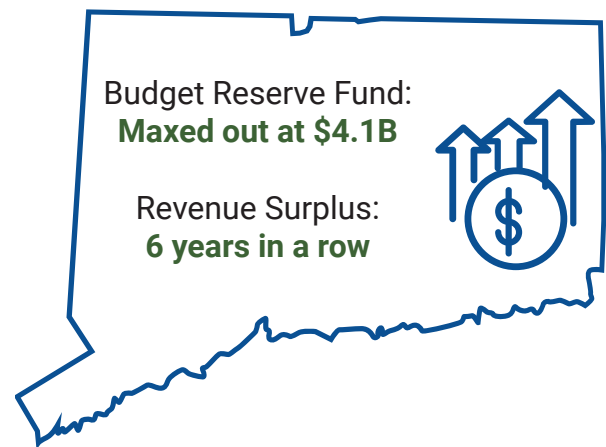 Budget Reserve Fund:
Maxed out at $4.1B
Revenue Surplus:
6 years in a row
$